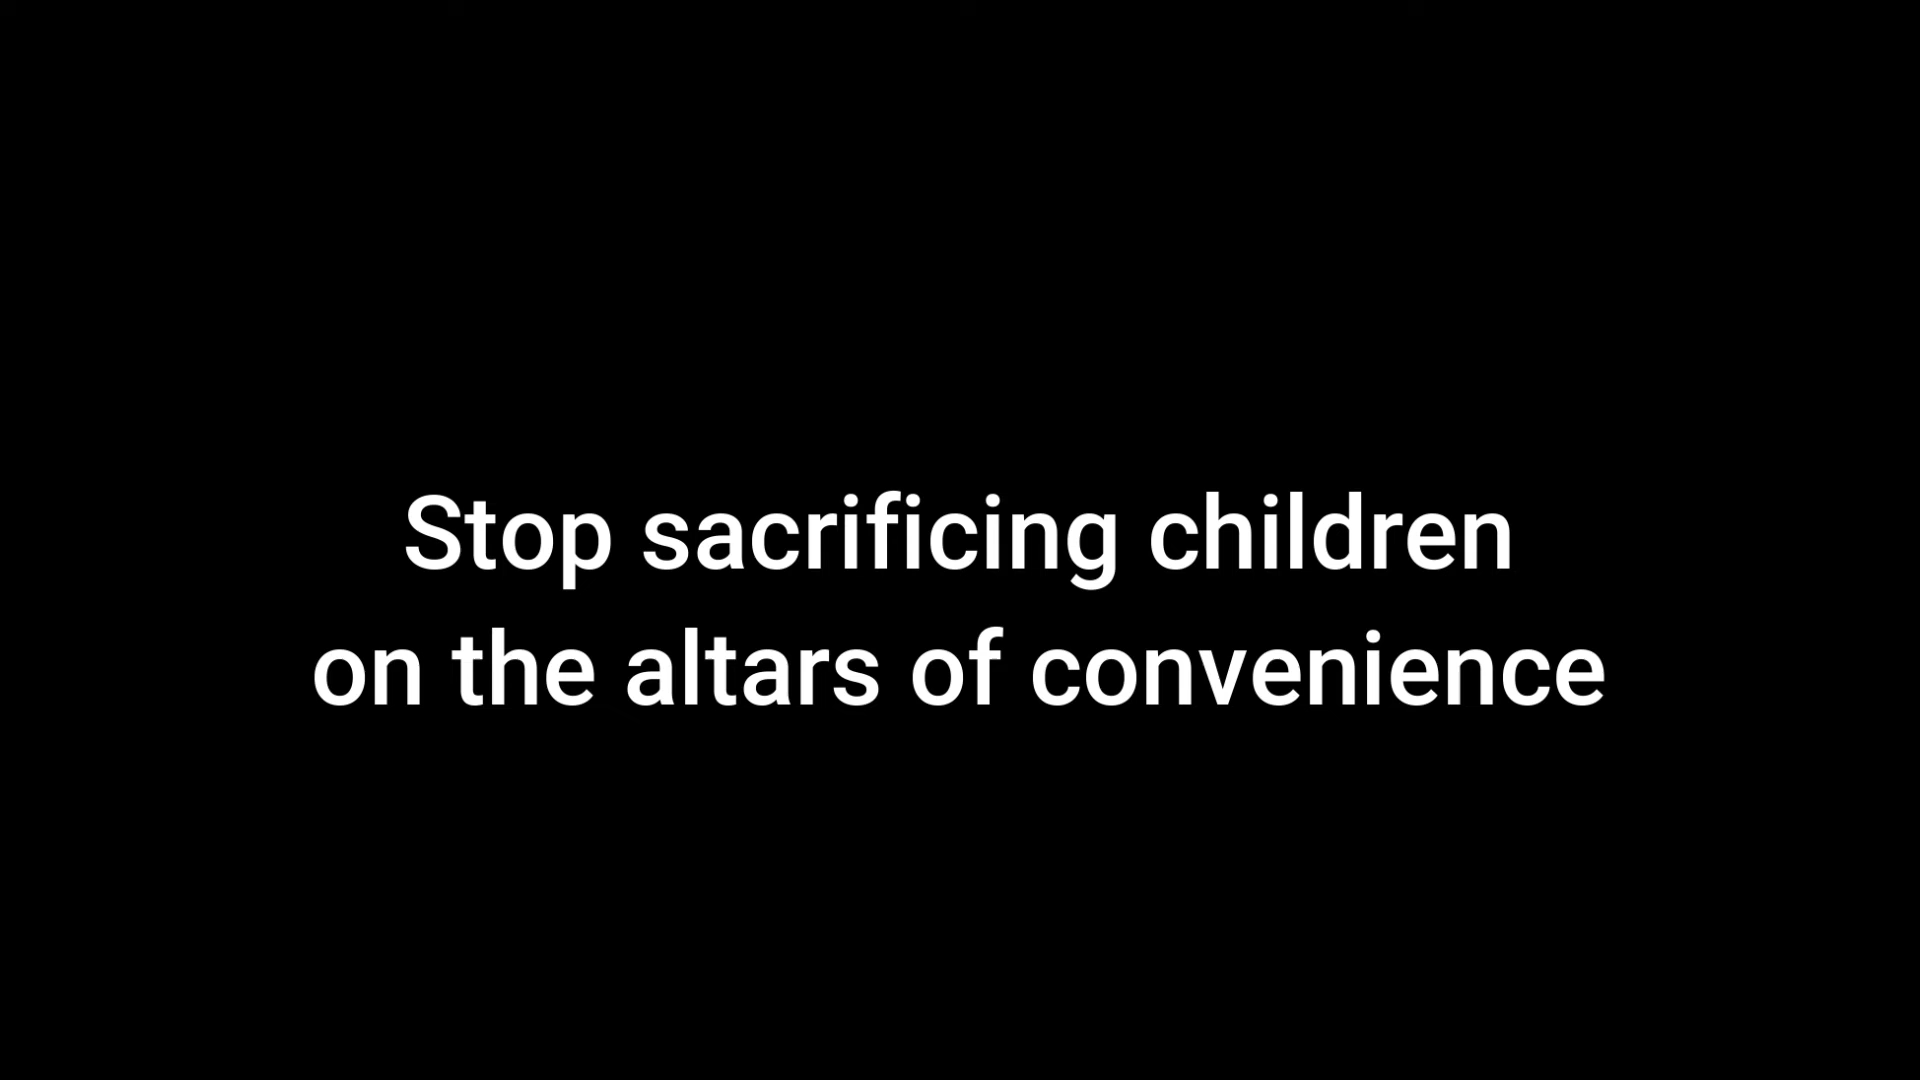 Stop sacrificing children
on the altars of convenience